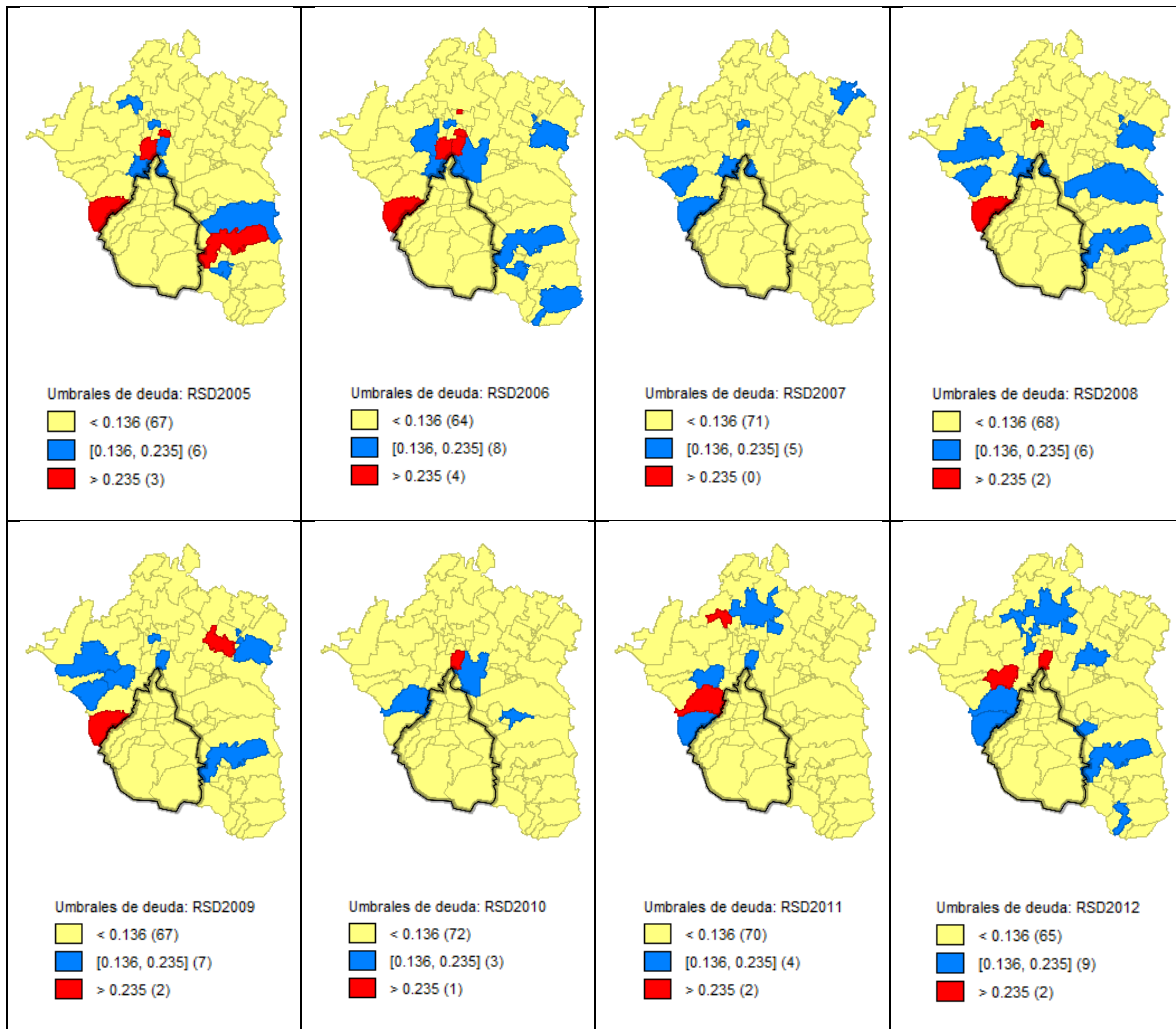 Umbrales de deuda: RSD2005
< 0.136 (67)
[0.136, 0.235] (6)
> 0.235 (3)
Umbrales de deuda: RSD2006
< 0.136 (64)
[0.136, 0.235] (8)
> 0.235 (4)
Umbrales de deuda: RSD2007
< 0.136 (71)
[0.136, 0.235] (5)
> 0.235 (0)
Umbrales de deuda: RSD2008
< 0.136 (68)
[0.136, 0.235] (6)
> 0.235 (2)
Umbrales de deuda: RSD2009
< 0.136 (67)
[0.136, 0.235] (7)
> 0.235 (2)
Umbrales de deuda: RSD2010
< 0.136 (72)
[0.136, 0.235] (3)
> 0.235 (1)
Umbrales de deuda: RSD2011
< 0.136 (70)
[0.136, 0.235] (4)
> 0.235 (2)
Umbrales de deuda: RSD2012
< 0.136 (65)
[0.136, 0.235] (9)
> 0.235 (2)